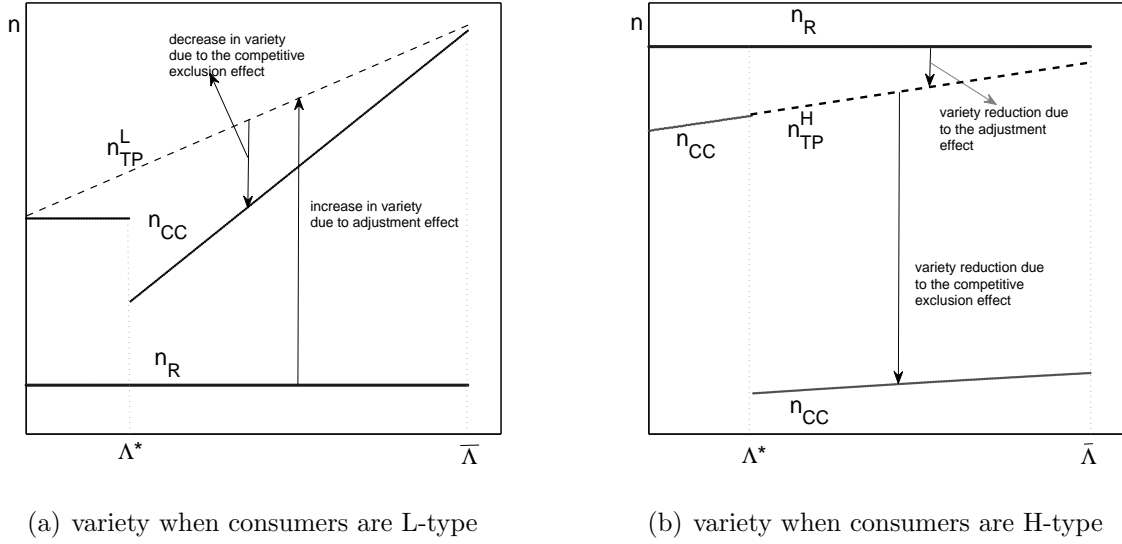 n
decrease in variety
due to the competitive
exclusion effect
n_TP^L
n_CC
increase in variety
due to adjustment effect
n_R
Λ*
Λ̅
(a) variety when consumers are L-type
n
n_R
n_CC
n_TP^H
variety reduction due
to the adjustment
effect
variety reduction due
to the competitive
exclusion effect
n_CC
Λ*
Λ̅
(b) variety when consumers are H-type